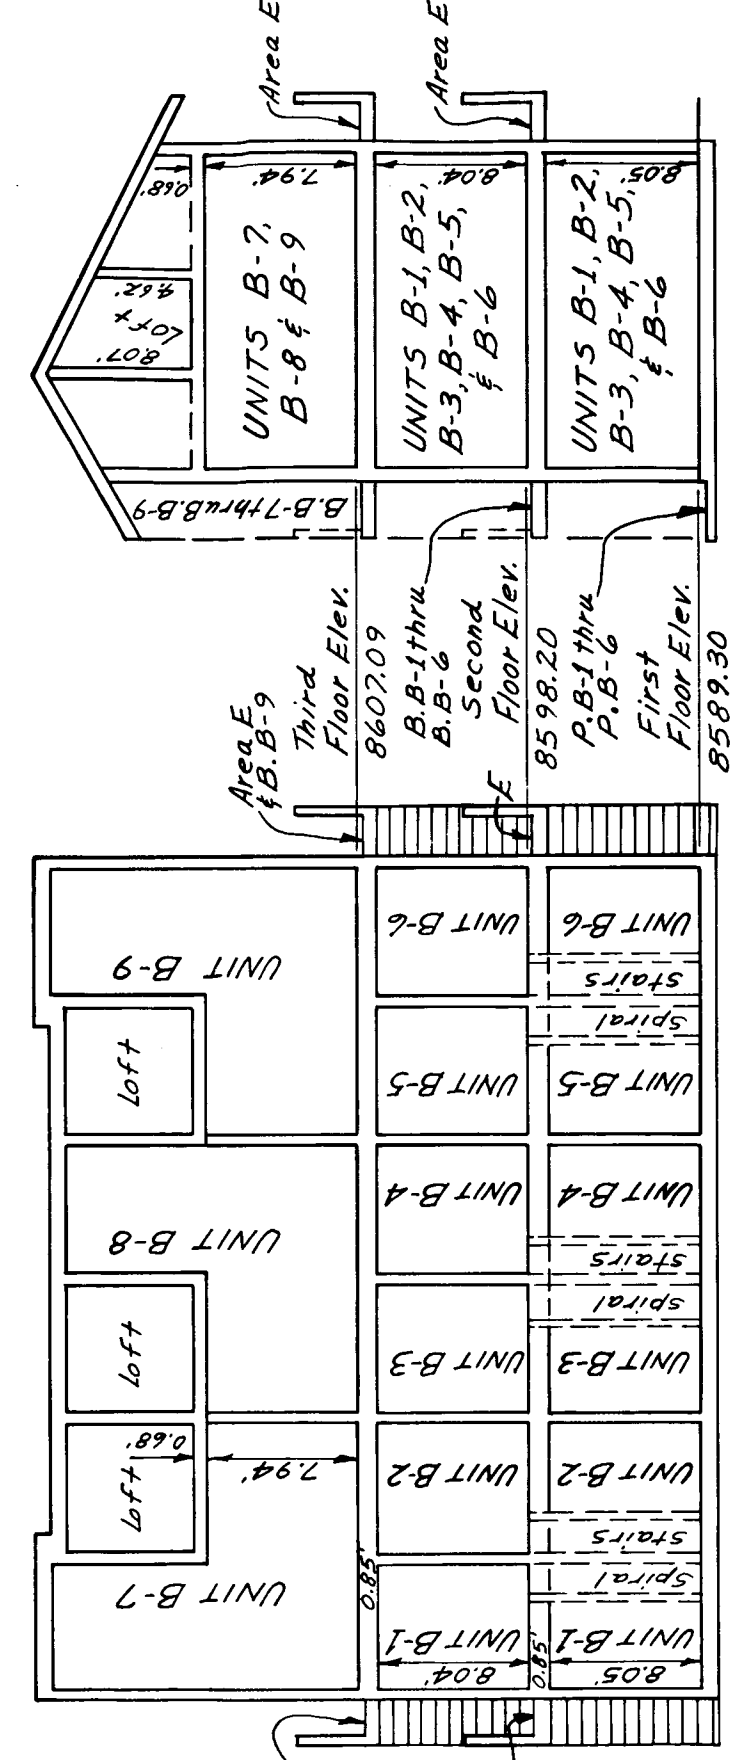 Area E
Area E
0.68'
7.94'
8.04'
8.05'
4.62'
Loft
8.07'
UNITS B-7,
B-8 & B-9
UNITS B-1, B-2,
B-3, B-4, B-5,
& B-6
UNITS B-1, B-2,
B-3, B-4, B-5,
& B-6
B.B-7thruB.B-9
Third
Floor Elev.
8607.09
B.B-1thru
B.B-6
Second
Floor Elev.
8598.20
P.B-1 thru
P.B-6
First
Floor Elev.
8589.30
Area E
& B.B-9
E
UNIT B-9
UNIT B-6
UNIT B-6
Spiral
Stairs
Loft
UNIT B-5
UNIT B-5
UNIT B-8
UNIT B-4
UNIT B-4
Spiral
Stairs
Loft
UNIT B-3
UNIT B-3
Loft
0.68'
7.94'
UNIT B-2
UNIT B-2
Spiral
Stairs
UNIT B-7
0.85'
UNIT B-1
8.04'
0.85'
UNIT B-1
8.05'